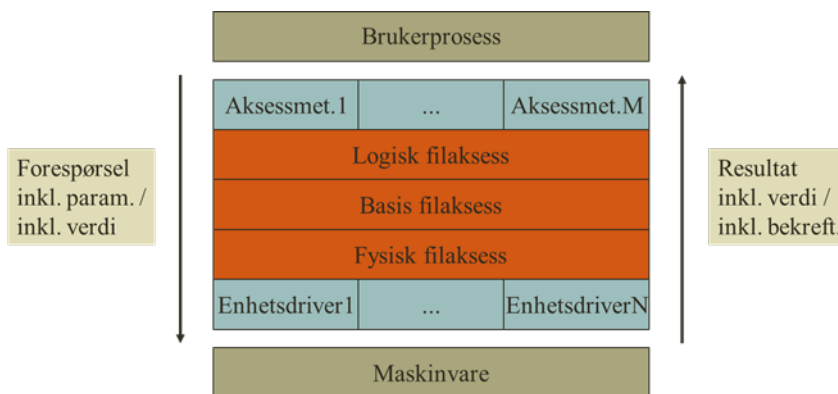 Brukerprosess
Aksessmet.1 ... Aksessmet.M
Logisk filaksess
Forespørsel
inkl. param. /
inkl. verdi
Basis filaksess
Resultat
inkl. verdi /
inkl. bekreft.
Fysisk filaksess
Enhetsdriver1 ... EnhetsdriverN
Maskinvare